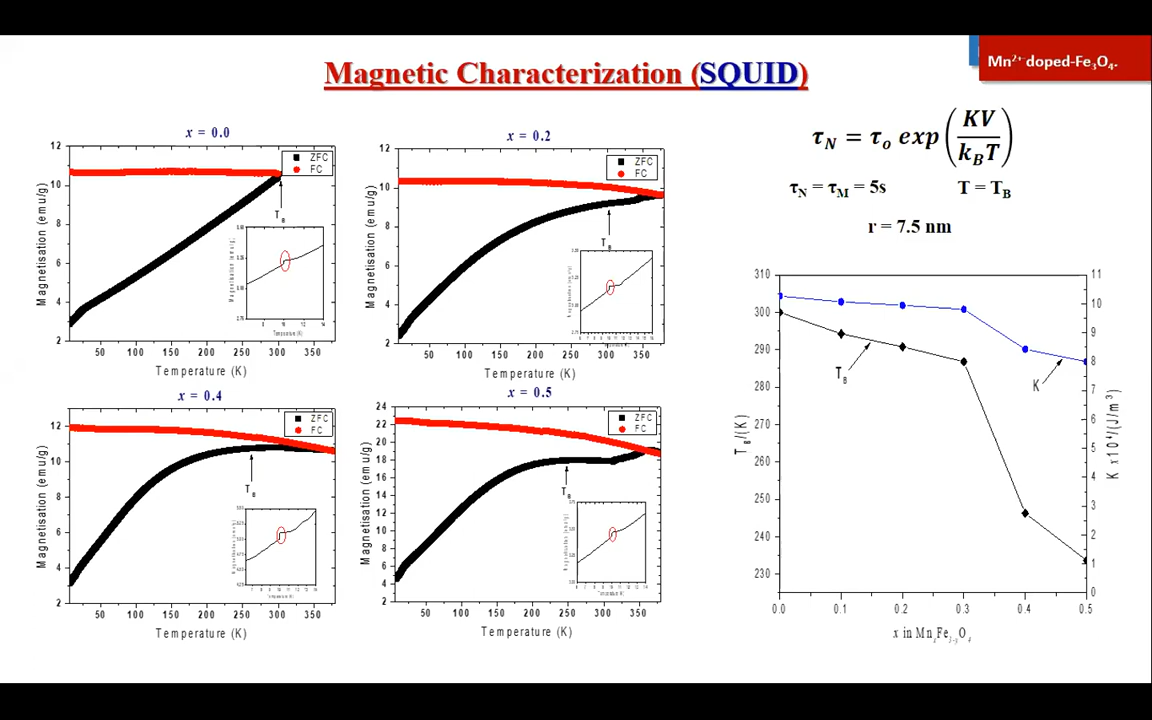 Magnetic Characterization (SQUID)
Mn²⁺ doped-Fe₃O₄.
x = 0.0
12
10
8
6
4
2
50 100 150 200 250 300 350
Magnetisation (emu/g)
Temperature (K)
ZFC
FC
T_B
x = 0.2
12
10
8
6
4
2
50 100 150 200 250 300 350
Magnetisation (emu/g)
Temperature (K)
ZFC
FC
T_B
x = 0.4
12
10
8
6
4
2
50 100 150 200 250 300 350
Magnetisation (emu/g)
Temperature (K)
ZFC
FC
T_B
x = 0.5
24
22
20
18
16
14
12
10
8
6
4
2
50 100 150 200 250 300 350
Magnetisation (emu/g)
Temperature (K)
ZFC
FC
T_B
τ_N = τ_o exp(KV / k_B T)
τ_N = τ_M = 5s T = T_B
r = 7.5 nm
310
300
290
280
270
260
250
240
230
T_B/(K)
11
10
9
8
7
6
5
4
3
2
1
0
K x10⁴/(J/m³)
T_B
K
0.0 0.1 0.2 0.3 0.4 0.5
x in Mn_xFe_3-xO_4